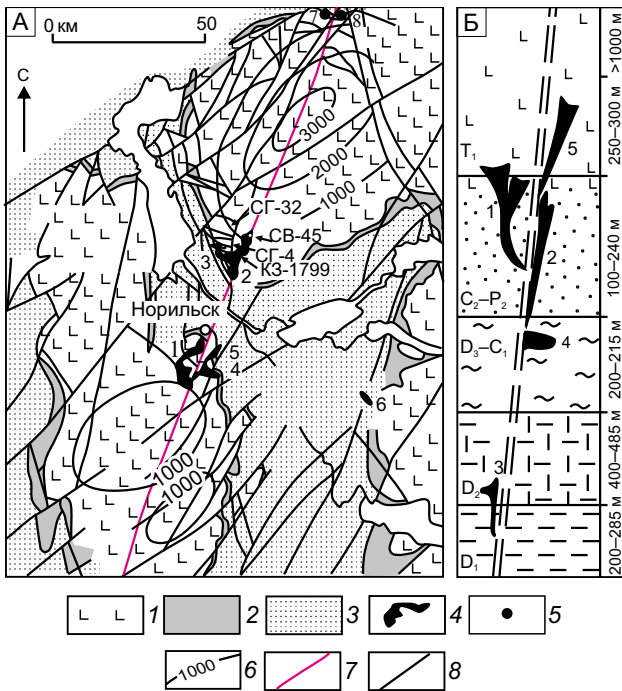 А
0 км 50
С
7 8
3000
2000
1000
СГ-32
СВ-45
СГ-4
КЗ-1799
3
2
Норильск
1
5
4
6
1000
1000
Б
>1000 м
250–300 м
T₁
5
1
2
100–240 м
C₂–P₂
D₃–C₁
4
200–215 м
400–485 м
3
D₂
200–285 м
D₁
1 2 3 4 5
1000 6 7 8